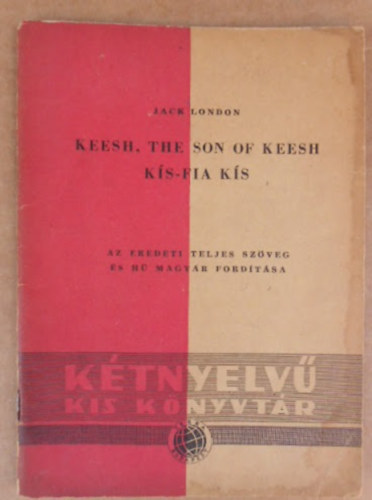 JACK LONDON
KEESH, THE SON OF KEESH
KÍS-FIA KÍS
AZ EREDETI TELJES SZÖVEG
ÉS HŰ MAGYAR FORDÍTÁSA
KÉTNYELVŰ
KIS KÖNYVTÁR